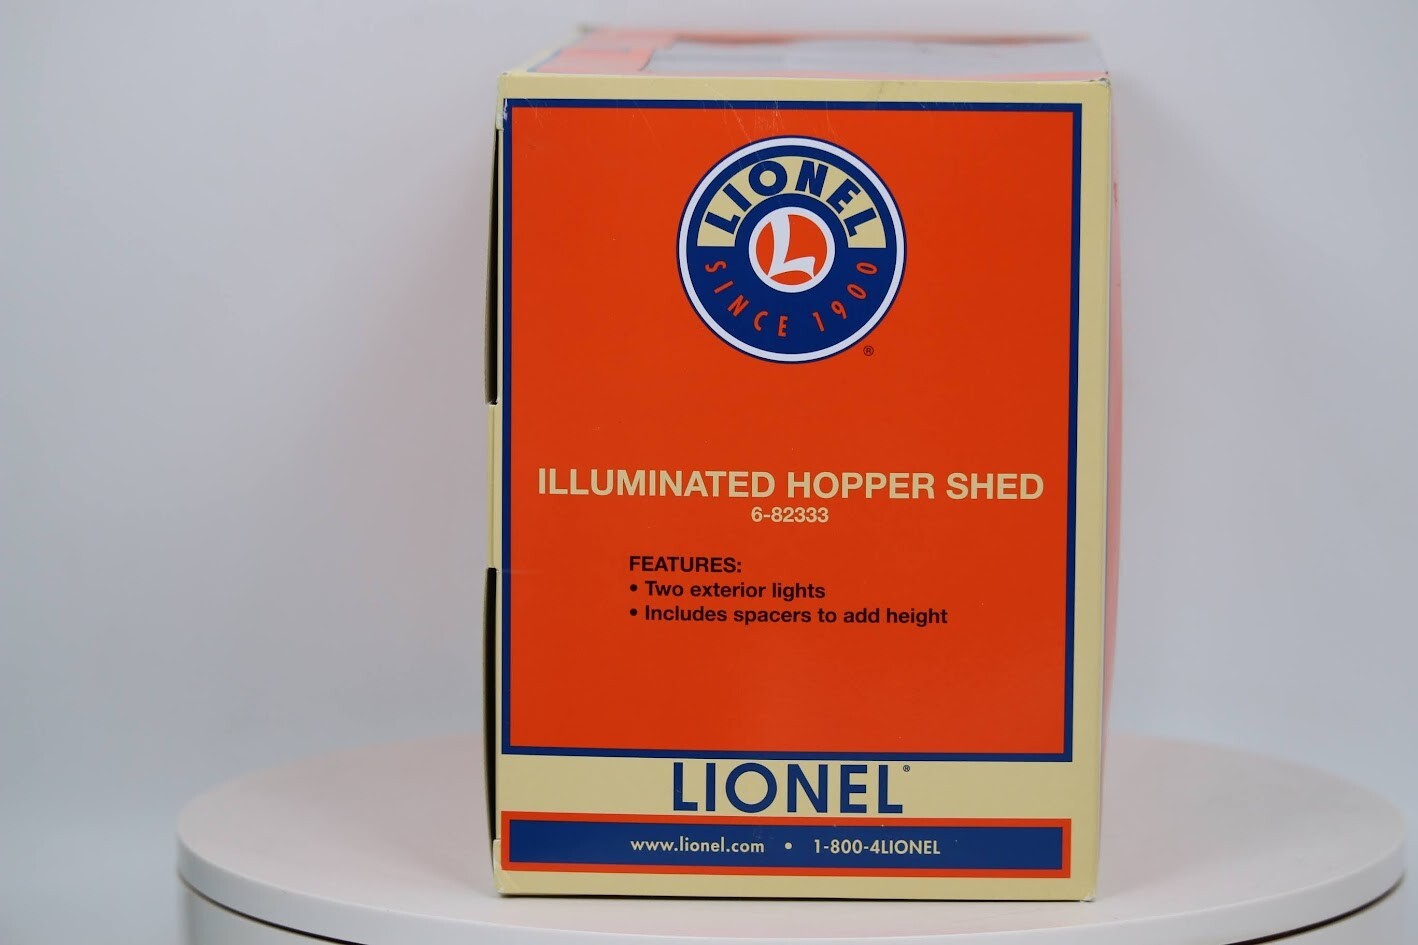 LIONEL
L
SINCE 1900
®
ILLUMINATED HOPPER SHED
6-82333
FEATURES:
• Two exterior lights
• Includes spacers to add height
LIONEL®
www.lionel.com • 1-800-4LIONEL